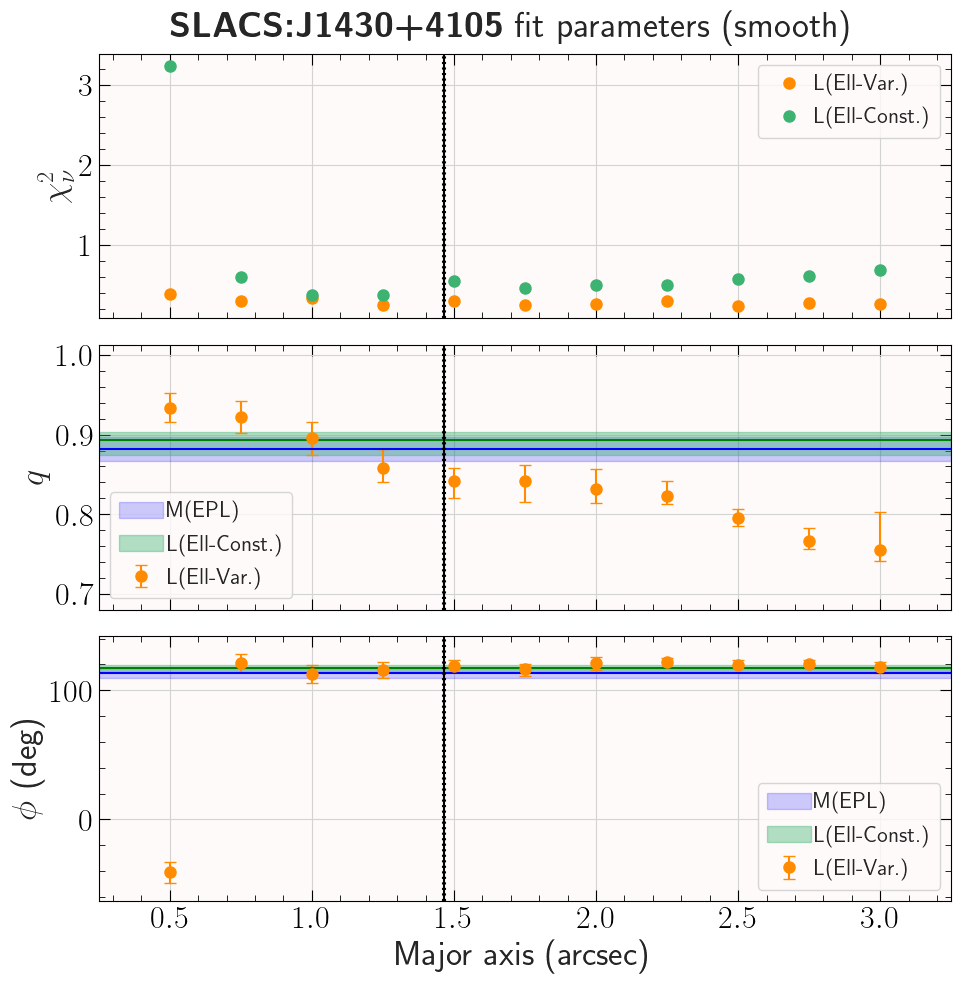 SLACS:J1430+4105 fit parameters (smooth)
3
2
1
χ²ᵥ
L(Ell-Var.)
L(Ell-Const.)
1.0
0.9
0.8
0.7
q
M(EPL)
L(Ell-Const.)
L(Ell-Var.)
100
0
ϕ (deg)
M(EPL)
L(Ell-Const.)
L(Ell-Var.)
0.5 1.0 1.5 2.0 2.5 3.0
Major axis (arcsec)